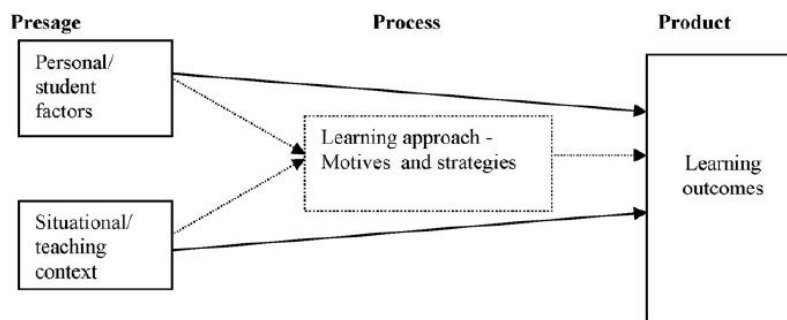 Presage Process Product
Personal/
student
factors
Learning approach -
Motives and strategies
Learning
outcomes
Situational/
teaching
context